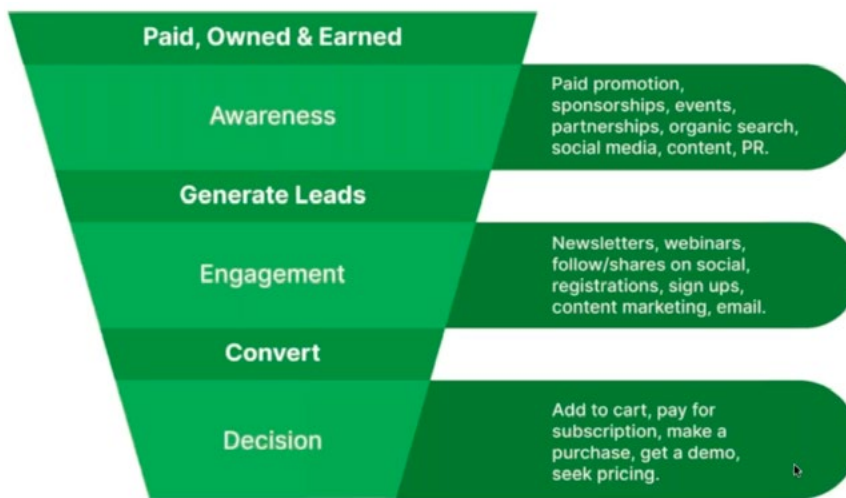 Paid, Owned & Earned
Awareness
Paid promotion,
sponsorships, events,
partnerships, organic search,
social media, content, PR.
Generate Leads
Engagement
Newsletters, webinars,
follow/shares on social,
registrations, sign ups,
content marketing, email.
Convert
Decision
Add to cart, pay for
subscription, make a
purchase, get a demo,
seek pricing.